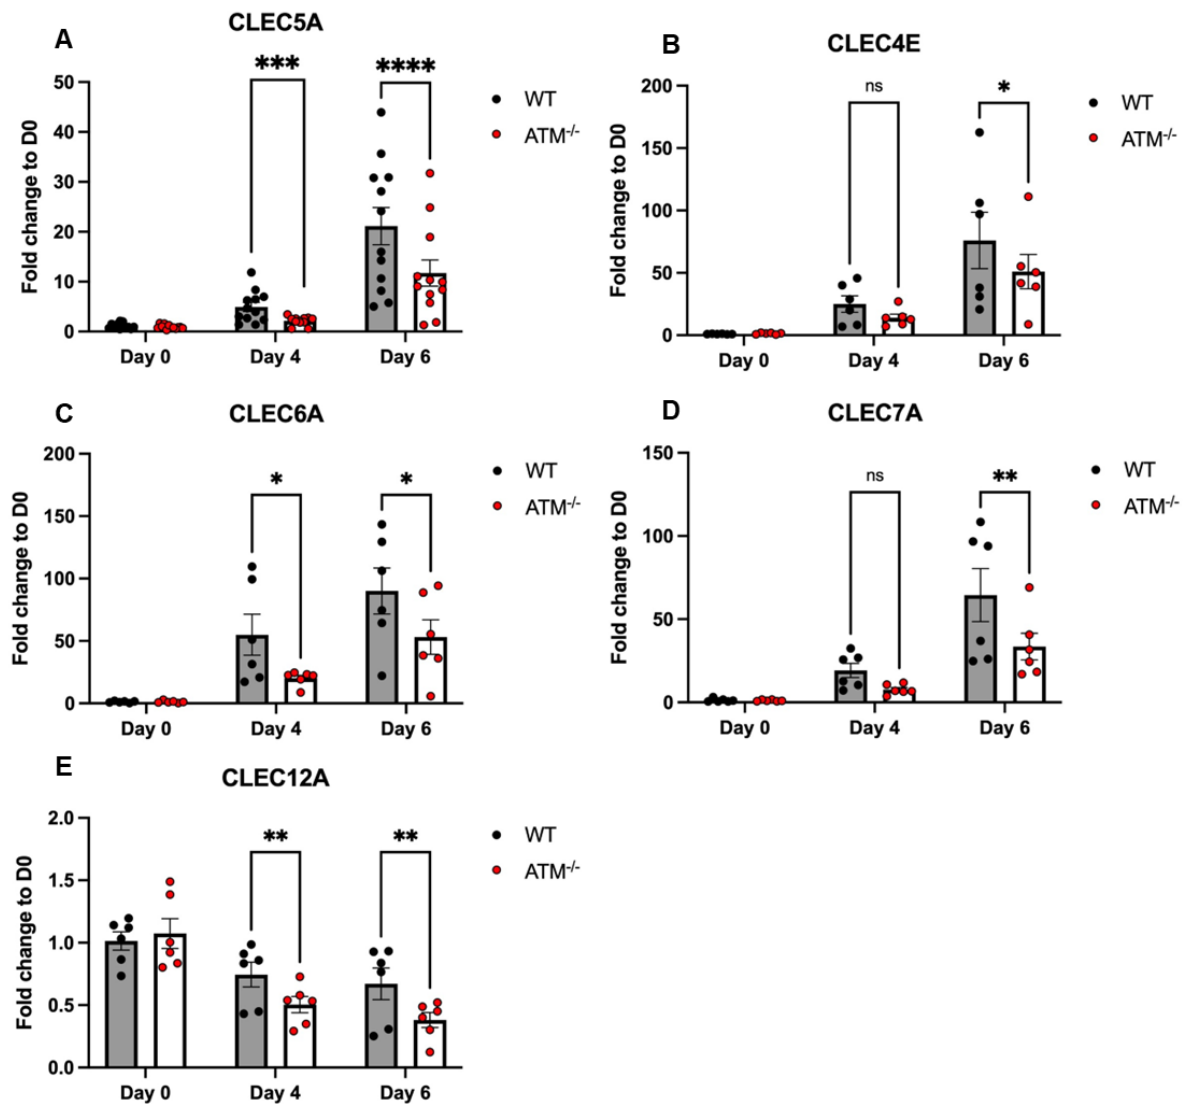 A
CLEC5A
***
****
50
40
30
20
10
0
Fold change to D0
Day 0
Day 4
Day 6
WT
ATM-/-
B
CLEC4E
ns
*
200
150
100
50
0
Fold change to D0
Day 0
Day 4
Day 6
WT
ATM-/-
C
CLEC6A
*
*
200
150
100
50
0
Fold change to D0
Day 0
Day 4
Day 6
WT
ATM-/-
D
CLEC7A
ns
**
150
100
50
0
Fold change to D0
Day 0
Day 4
Day 6
WT
ATM-/-
E
CLEC12A
**
**
2.0
1.5
1.0
0.5
0.0
Fold change to D0
Day 0
Day 4
Day 6
WT
ATM-/-